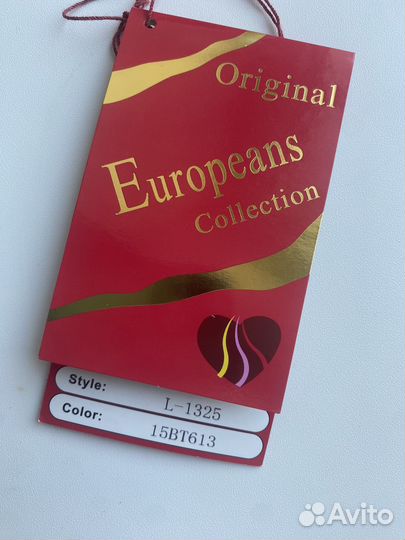 Original
Europeans
Collection
Style: L-1325
Color: 15BT613
Avito